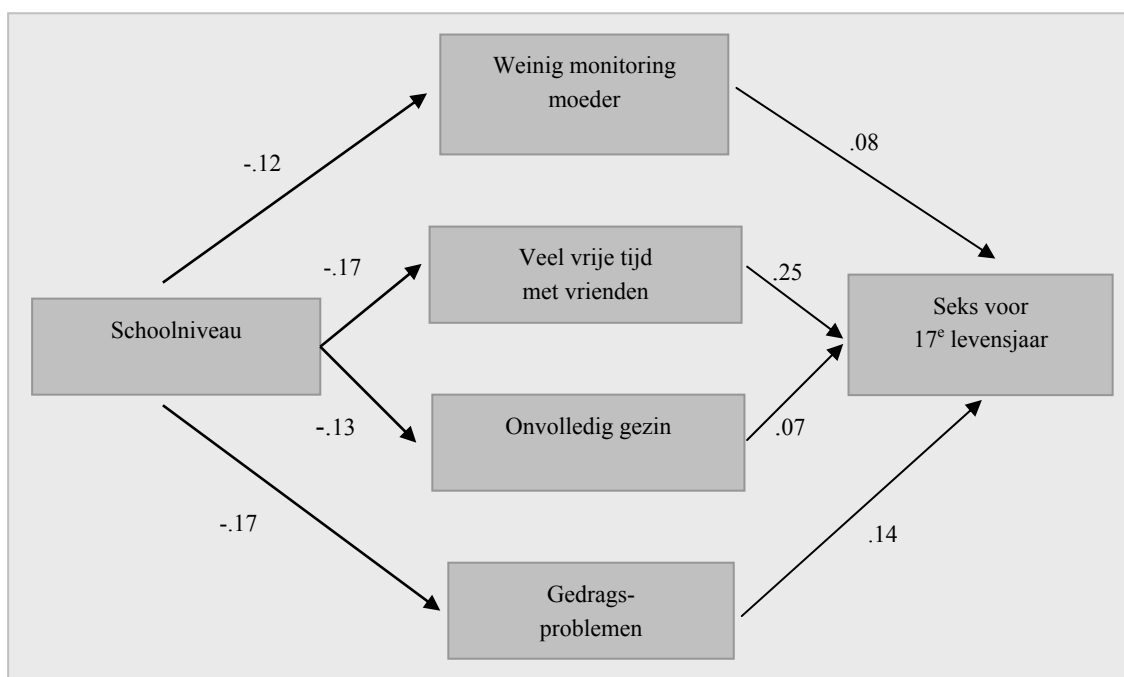 Weinig monitoring
moeder
-.12
.08
Veel vrije tijd
met vrienden
-.17
.25
Schoolniveau
Seks voor
17e levensjaar
-.13
Onvolledig gezin
.07
-.17
.14
Gedrags-
problemen